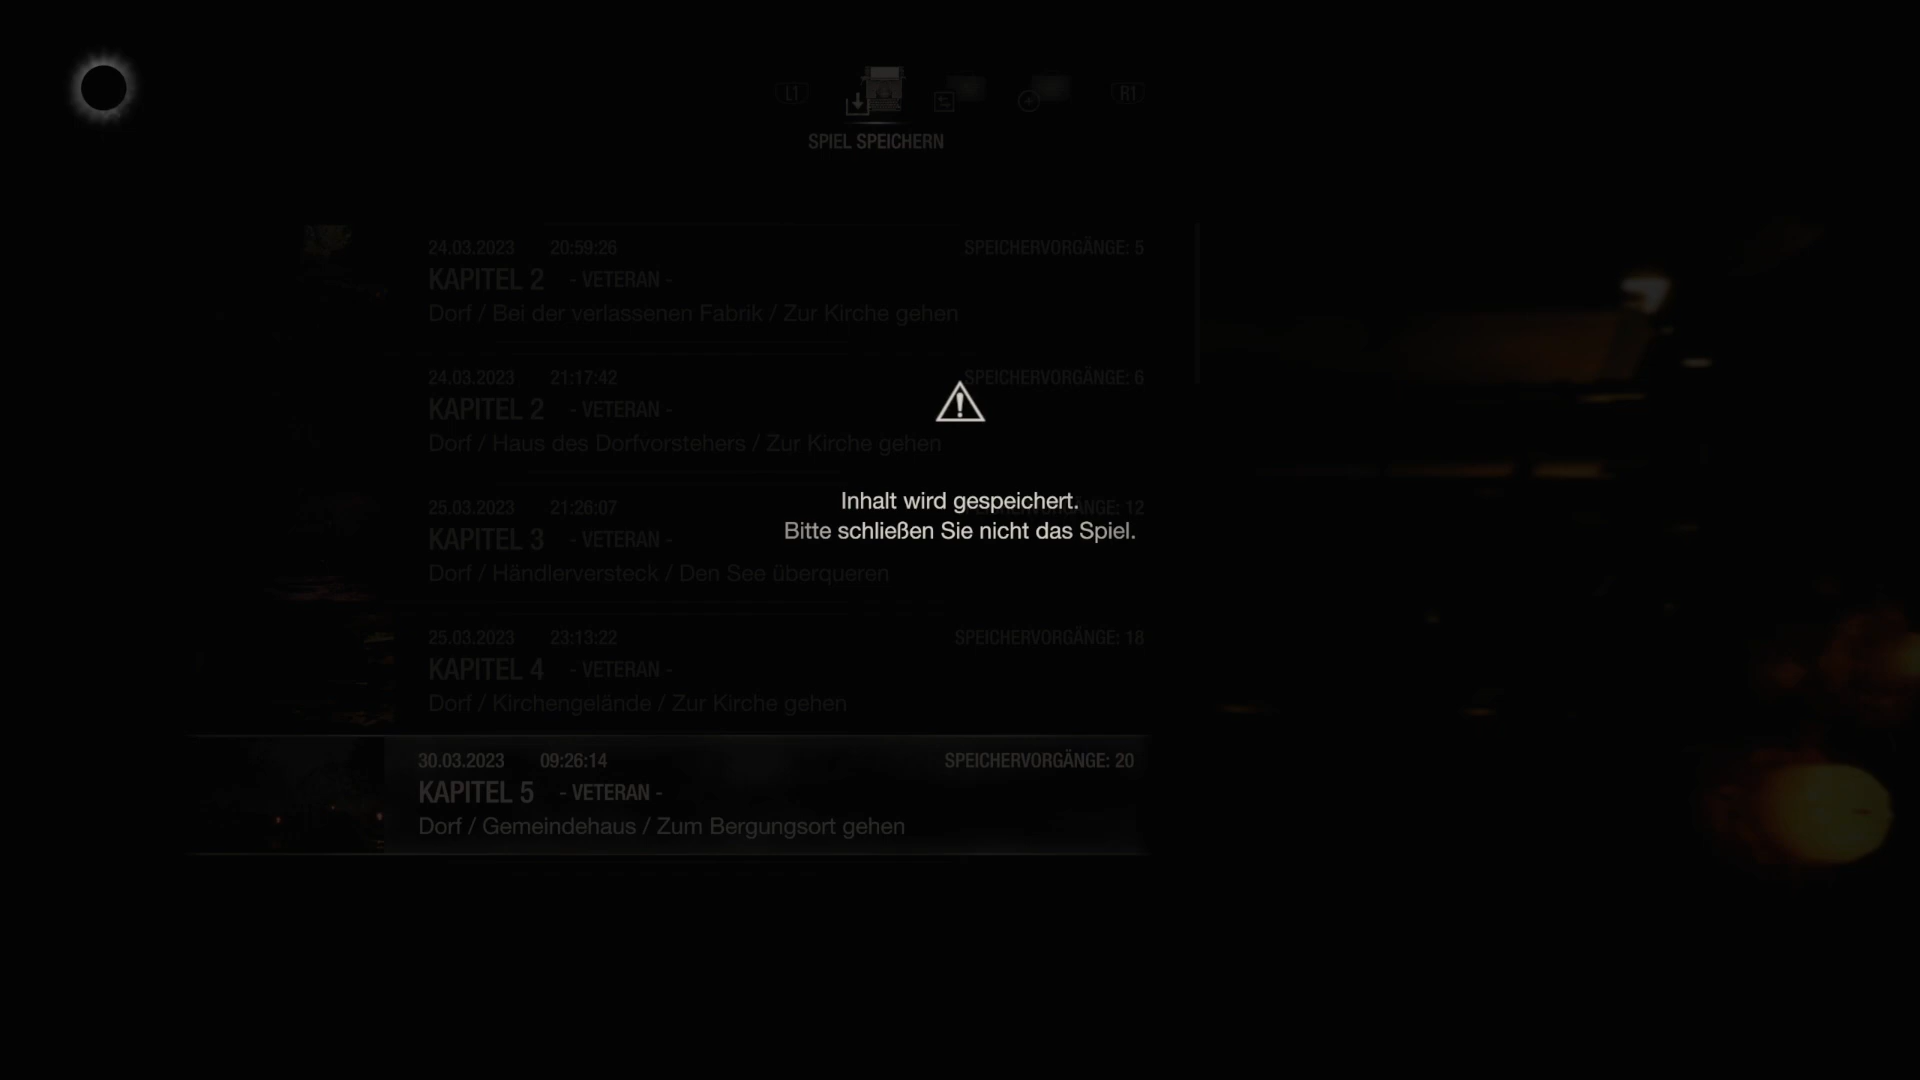 L1
R1
SPIEL SPEICHERN
24.03.2023 20:59:26 SPEICHERVORGÄNGE: 5
KAPITEL 2 - VETERAN -
Dorf / Bei der verlassenen Fabrik / Zur Kirche gehen
24.03.2023 21:17:42 SPEICHERVORGÄNGE: 6
KAPITEL 2 - VETERAN -
Dorf / Haus des Dorfvorstehers / Zur Kirche gehen
Inhalt wird gespeichert.
Bitte schließen Sie nicht das Spiel.
25.03.2023 21:26:07 SPEICHERVORGÄNGE: 12
KAPITEL 3 - VETERAN -
Dorf / Händlerversteck / Den See überqueren
25.03.2023 23:13:22 SPEICHERVORGÄNGE: 18
KAPITEL 4 - VETERAN -
Dorf / Kirchengelände / Zur Kirche gehen
30.03.2023 09:26:14 SPEICHERVORGÄNGE: 20
KAPITEL 5 - VETERAN -
Dorf / Gemeindehaus / Zum Bergungsort gehen